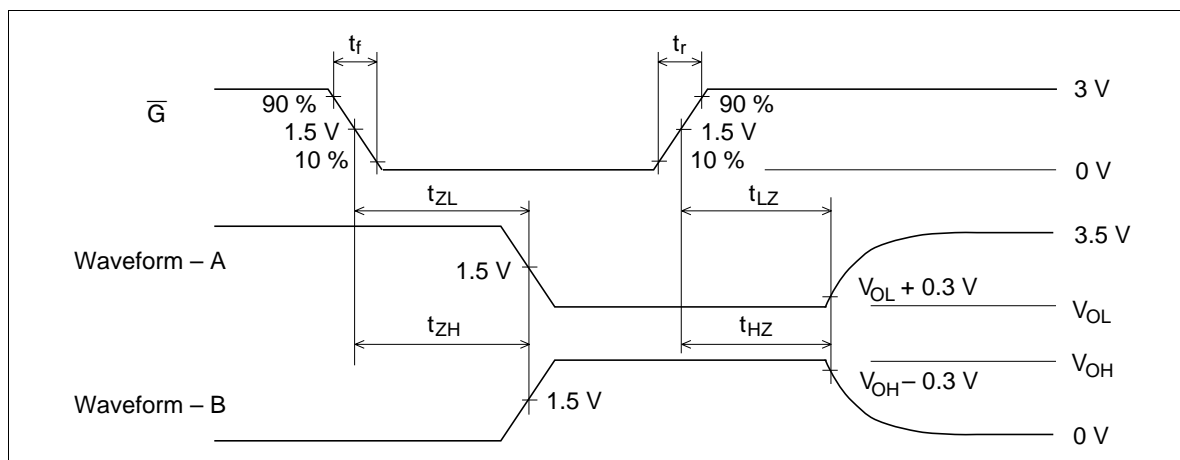 tf
tr
G
90 %
1.5 V
10 %
90 %
1.5 V
10 %
3 V
0 V
tZL
tLZ
3.5 V
Waveform – A
1.5 V
VOL + 0.3 V
VOL
tZH
tHZ
VOH
VOH – 0.3 V
Waveform – B
1.5 V
0 V